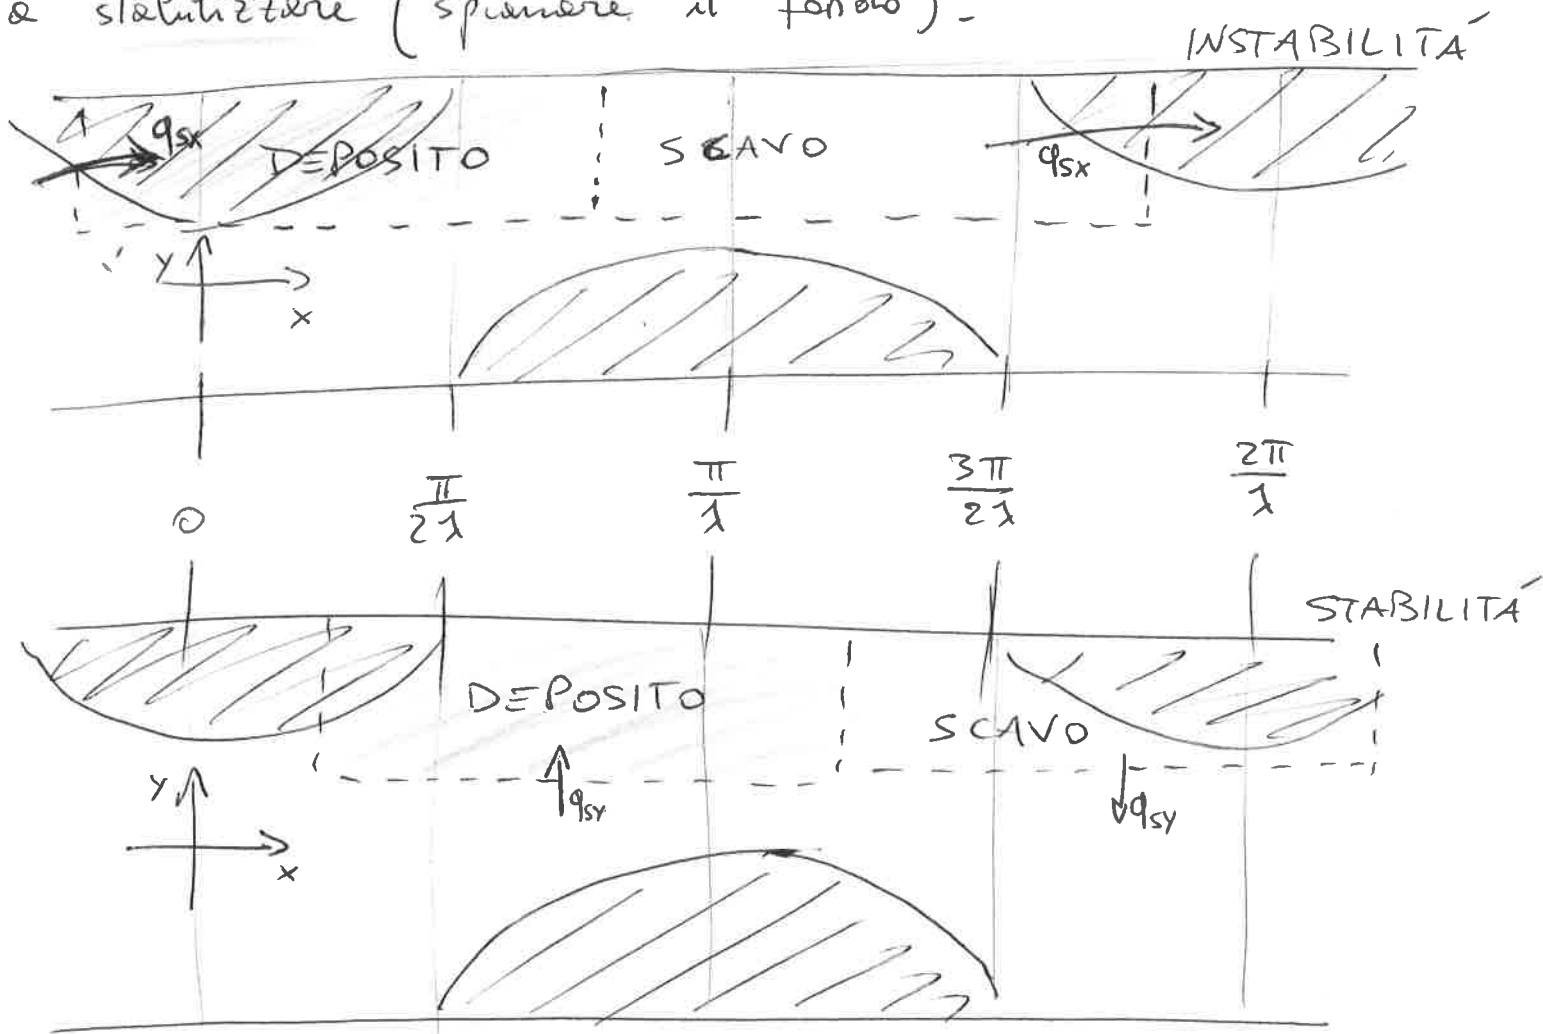 a stabilizzare (spianare il fondo).
INSTABILITÁ
qsx DEPOSITO SCAVO qsx
y
x
0 π/2λ π/λ 3π/2λ 2π/λ
STABILITÁ
DEPOSITO SCAVO
y qsy qsy
x